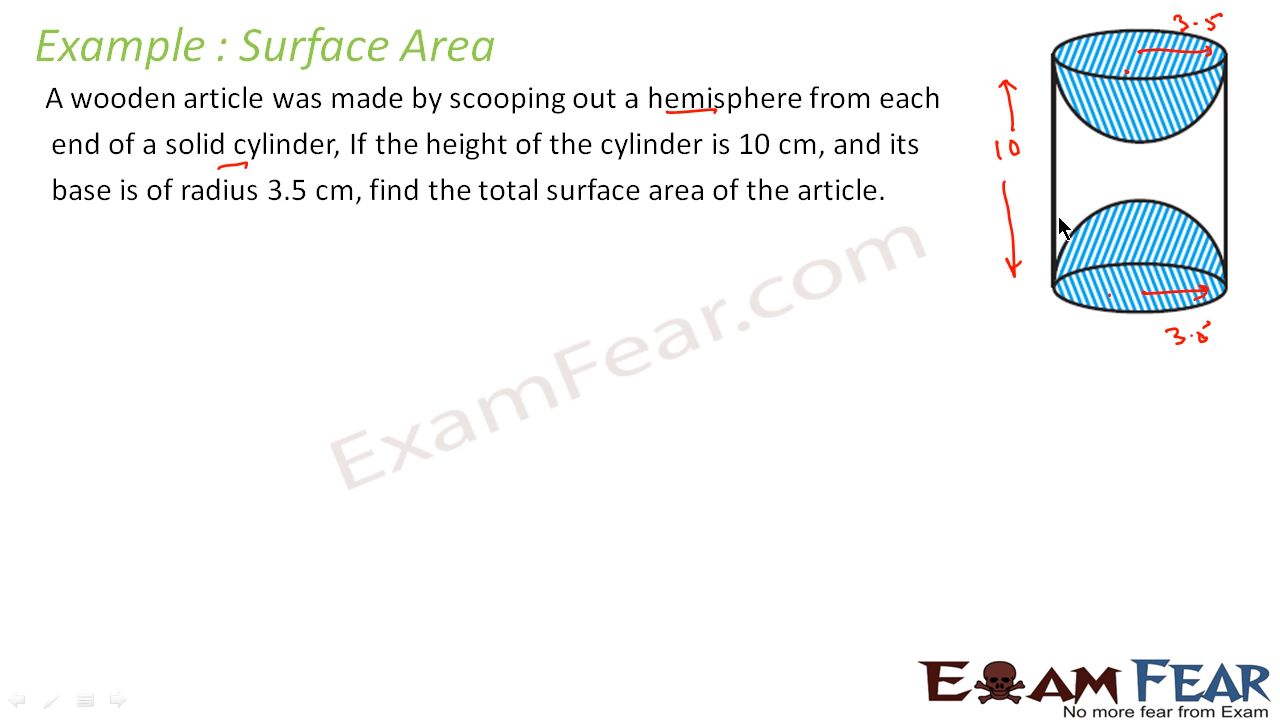 Example : Surface Area
A wooden article was made by scooping out a hemisphere from each
end of a solid cylinder, If the height of the cylinder is 10 cm, and its
base is of radius 3.5 cm, find the total surface area of the article.
3.5
10
3.5
ExamFear.com
EXAM FEAR
No more fear from Exam